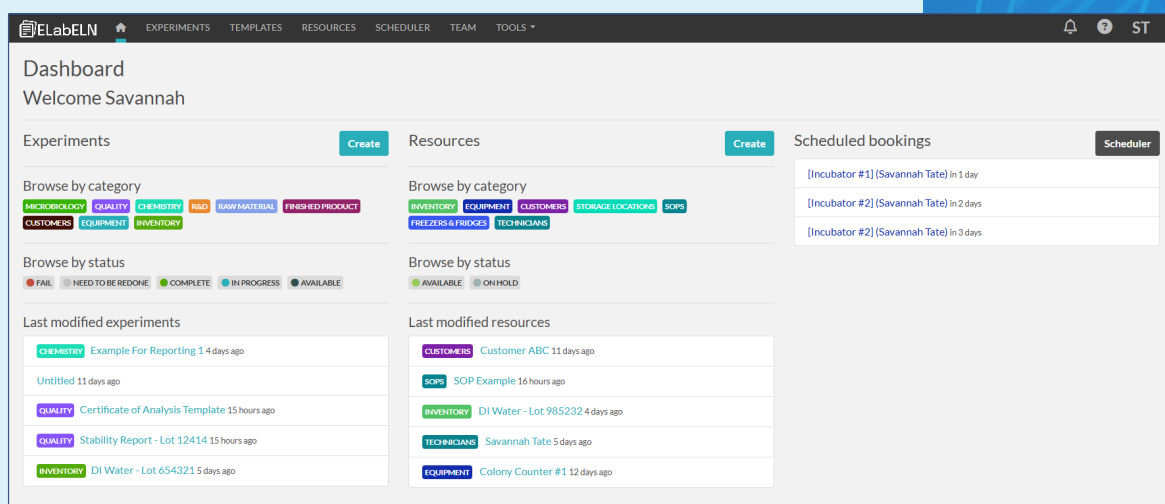 ELabELN EXPERIMENTS TEMPLATES RESOURCES SCHEDULER TEAM TOOLS ? ST
Dashboard
Welcome Savannah
Experiments Create
Browse by category
MICROBIOLOGY QUALITY CHEMISTRY R&D RAW MATERIAL FINISHED PRODUCT
CUSTOMERS EQUIPMENT INVENTORY
Browse by status
FAIL NEED TO BE REDONE COMPLETE IN PROGRESS AVAILABLE
Last modified experiments
CHEMISTRY Example For Reporting 1 4 days ago
Untitled 11 days ago
QUALITY Certificate of Analysis Template 15 hours ago
QUALITY Stability Report - Lot 12414 15 hours ago
INVENTORY DI Water - Lot 654321 5 days ago
Resources Create
Browse by category
INVENTORY EQUIPMENT CUSTOMERS STORAGE LOCATIONS SOPS
FREEZERS & FRIDGES TECHNICIANS
Browse by status
AVAILABLE ON HOLD
Last modified resources
CUSTOMERS Customer ABC 11 days ago
SOPS SOP Example 16 hours ago
INVENTORY DI Water - Lot 985232 4 days ago
TECHNICIANS Savannah Tate 5 days ago
EQUIPMENT Colony Counter #1 12 days ago
Scheduled bookings Scheduler
[Incubator #1] (Savannah Tate) in 1 day
[Incubator #2] (Savannah Tate) in 2 days
[Incubator #2] (Savannah Tate) in 3 days